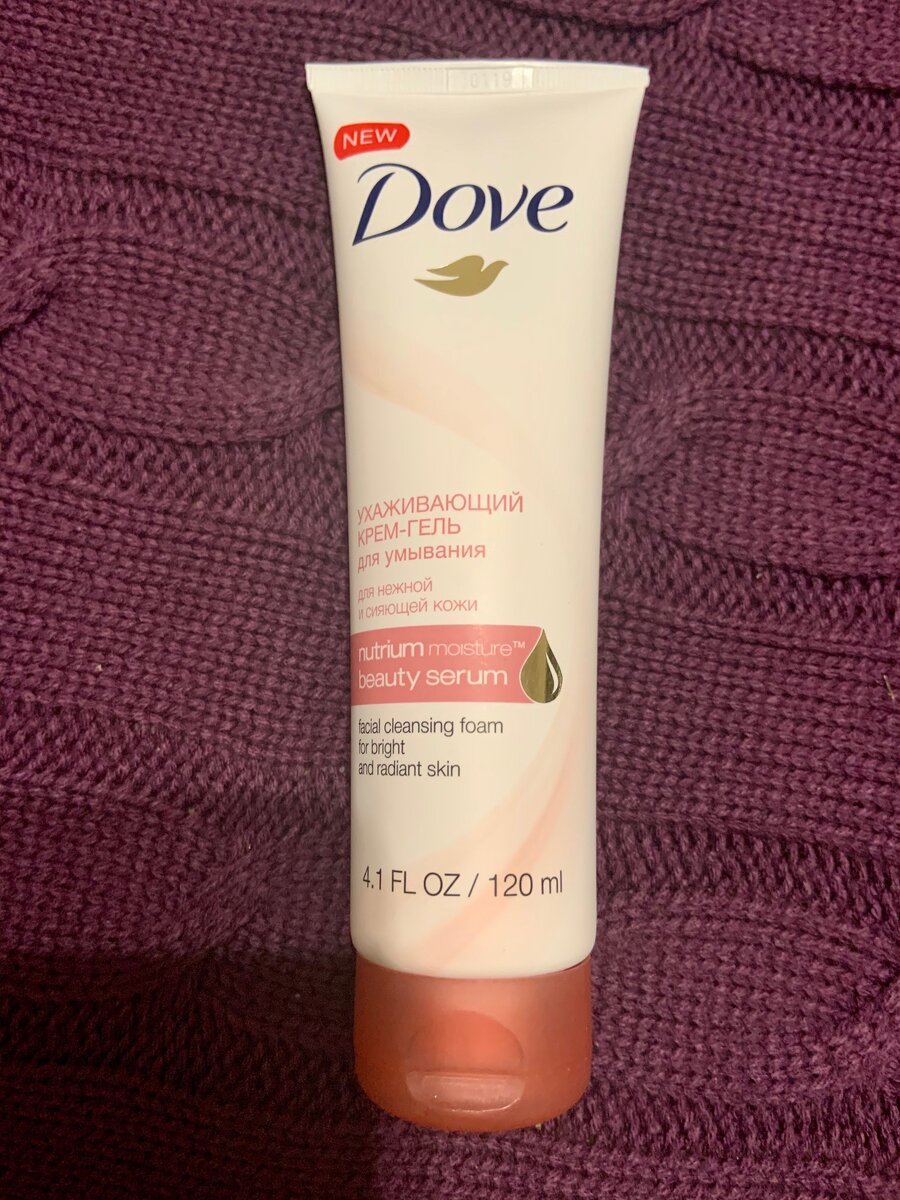 0119
NEW
Dove
УХАЖИВАЮЩИЙ
КРЕМ-ГЕЛЬ
для умывания
для нежной
и сияющей кожи
nutrium moisture™
beauty serum
facial cleansing foam
for bright
and radiant skin
4.1 FL OZ / 120 ml